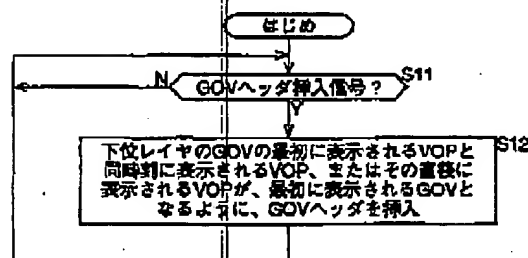 はじめ
N
GOVヘッダ挿入信号？
S11
Y
S12
下位レイヤのGOVの最初に表示されるVOPと
同時刻に表示されるVOP、またはその直後に
表示されるVOPが、最初に表示されるGOVと
なるように、GOVヘッダを挿入